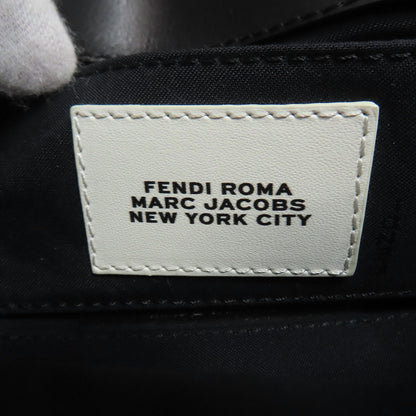 FENDI ROMA
MARC JACOBS
NEW YORK CITY